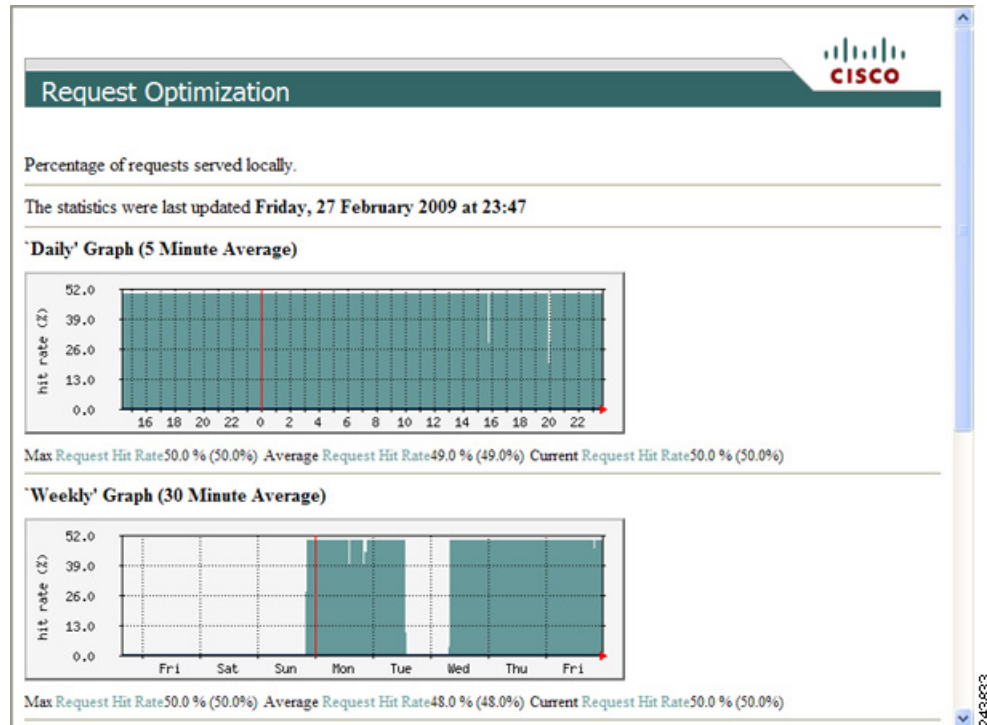 CISCO
Request Optimization
Percentage of requests served locally.
The statistics were last updated Friday, 27 February 2009 at 23:47
`Daily' Graph (5 Minute Average)
52.0
39.0
26.0
13.0
0.0
hit rate (%)
16 18 20 22 0 2 4 6 8 10 12 14 16 18 20 22
Max Request Hit Rate50.0 % (50.0%) Average Request Hit Rate49.0 % (49.0%) Current Request Hit Rate50.0 % (50.0%)
`Weekly' Graph (30 Minute Average)
52.0
39.0
26.0
13.0
0.0
hit rate (%)
Fri Sat Sun Mon Tue Wed Thu Fri
Max Request Hit Rate50.0 % (50.0%) Average Request Hit Rate48.0 % (48.0%) Current Request Hit Rate50.0 % (50.0%)
243833